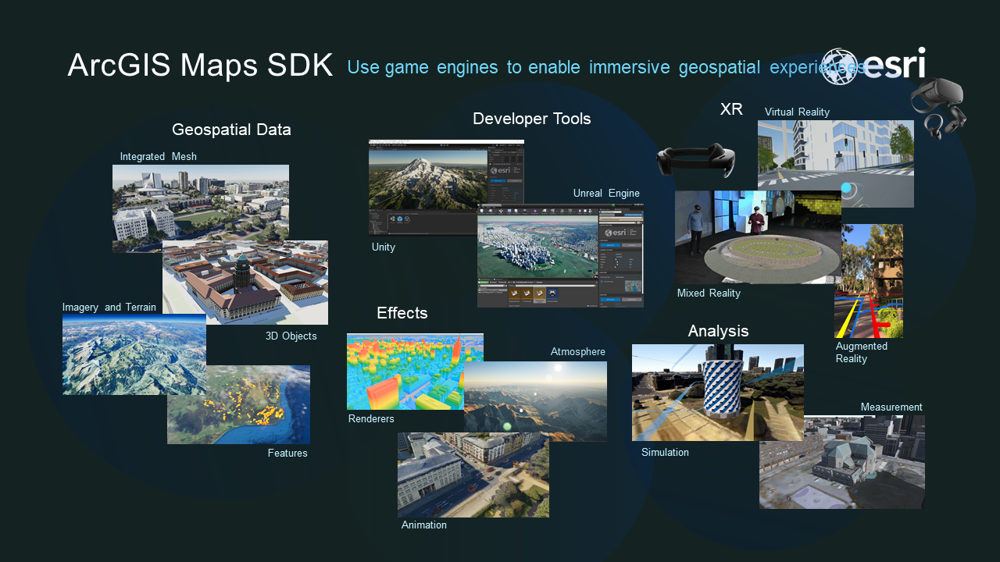 ArcGIS Maps SDK
Use game engines to enable immersive geospatial experiences
esri
Geospatial Data
Integrated Mesh
3D Objects
Imagery and Terrain
Features
Developer Tools
Unity
esri
Unreal Engine
esri
XR
Virtual Reality
Mixed Reality
Augmented
Reality
Effects
Renderers
Atmosphere
Animation
Analysis
Simulation
Measurement